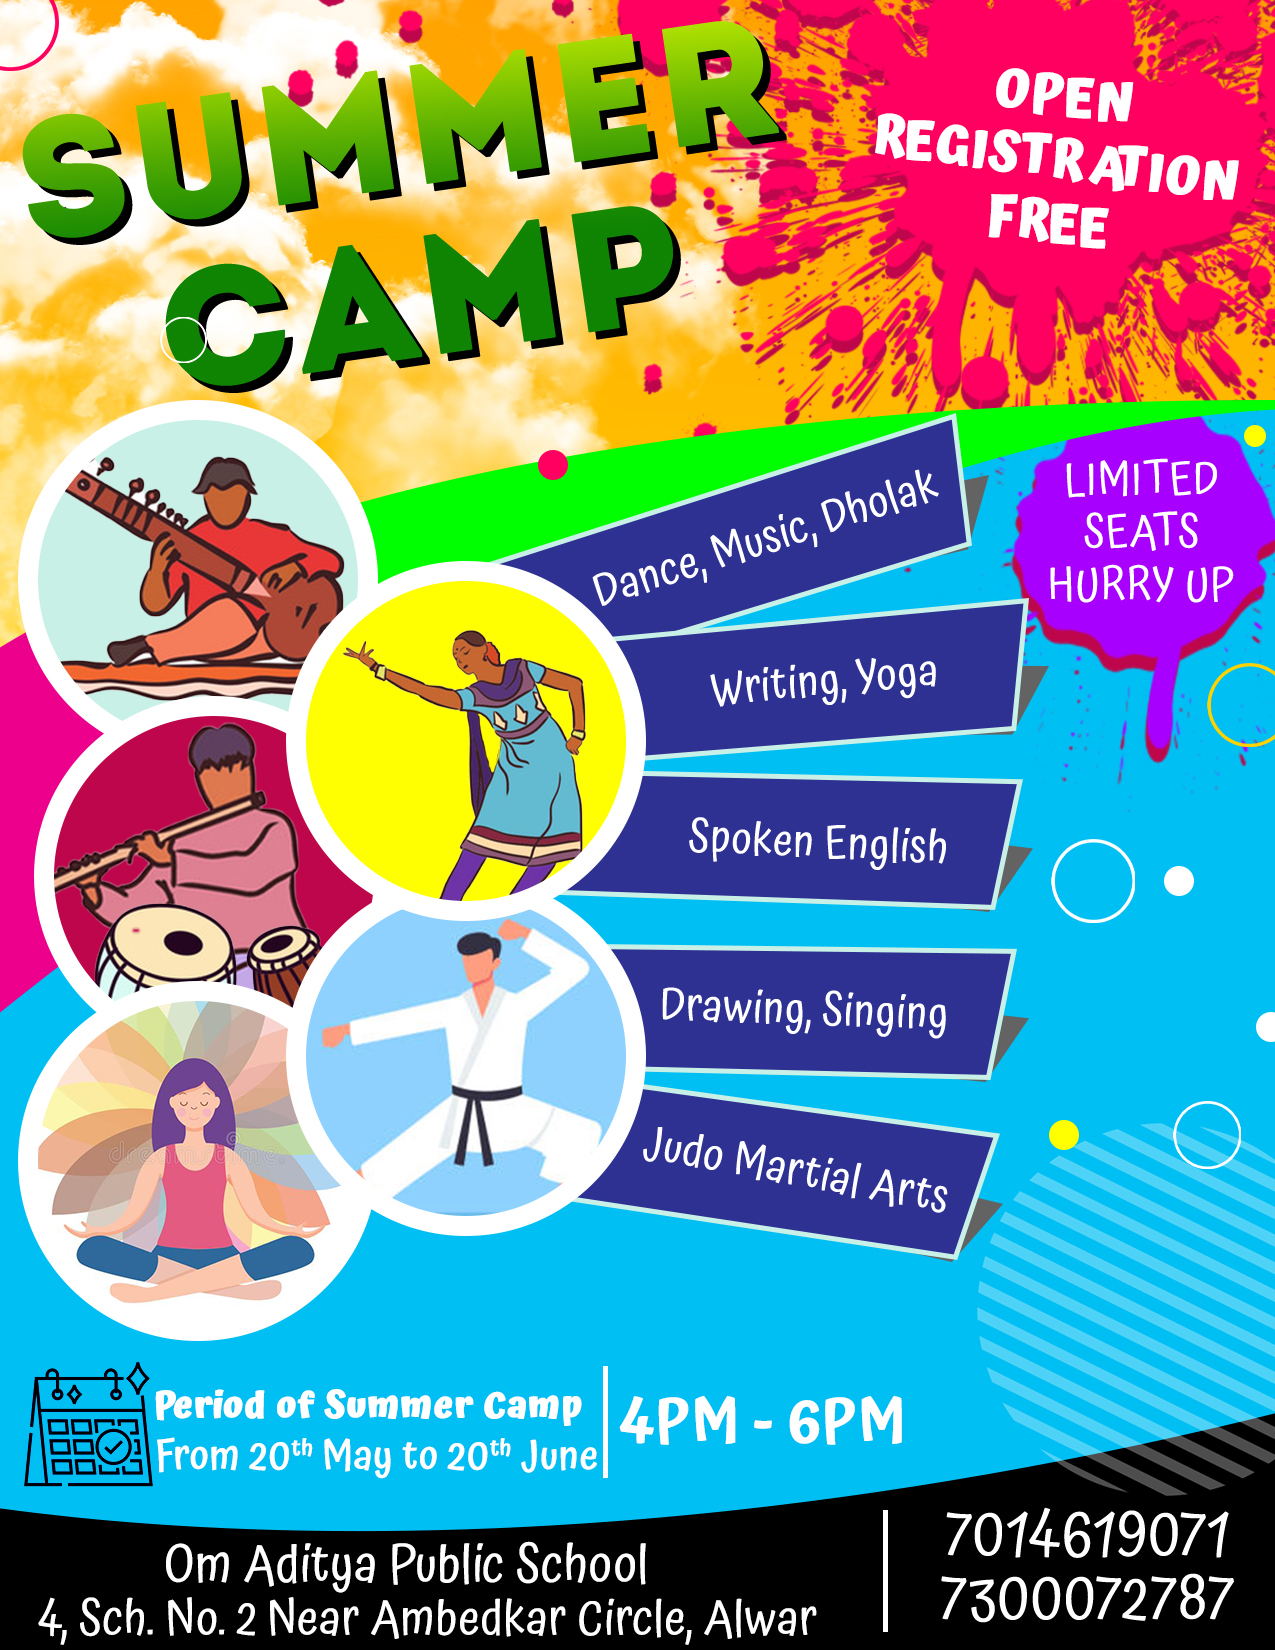 SUMMER
CAMP
OPEN
REGISTRATION
FREE
LIMITED
SEATS
HURRY UP
Dance, Music, Dholak
Writing, Yoga
Spoken English
Drawing, Singing
Judo Martial Arts
Period of Summer Camp
From 20th May to 20th June
4PM - 6PM
Om Aditya Public School
4, Sch. No. 2 Near Ambedkar Circle, Alwar
7014619071
7300072787